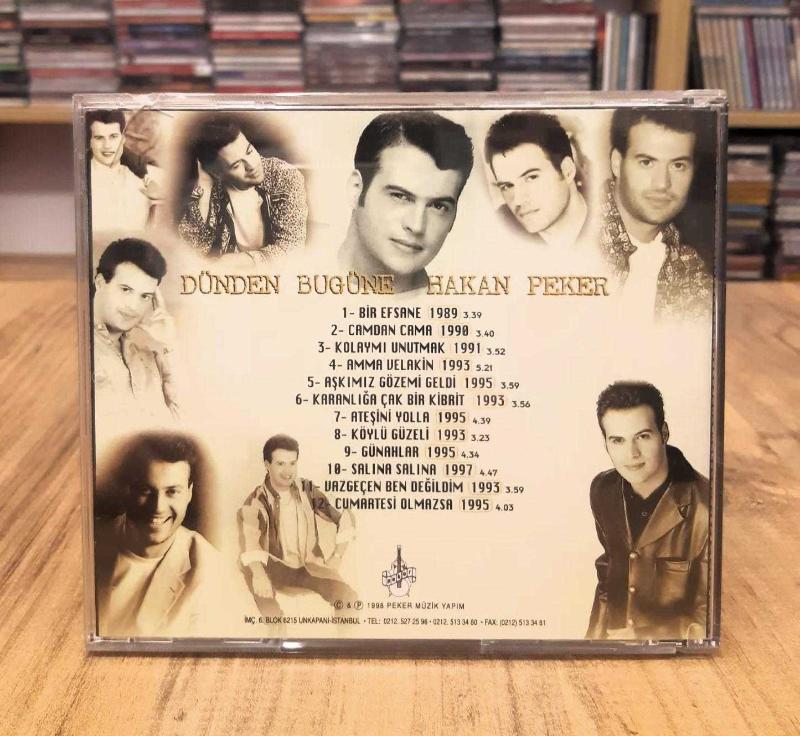 DÜNDEN BUGÜNE HAKAN PEKER
1- BİR EFSANE 1989 3.39
2- CAMDAN CAMA 1990 3.40
3- KOLAYMI UNUTMAK 1991 3.52
4- AMMA VELAKİN 1993 5.21
5- AŞKIMIZ GÖZEMİ GELDİ 1995 3.59
6- KARANLIĞA ÇAK BİR KİBRİT 1993 3.56
7- ATEŞİNİ YOLLA 1995 4.39
8- KÖYLÜ GÜZELİ 1993 3.23
9- GÜNAHLAR 1995 4.34
10- SALINA SALINA 1997 4.47
11- VAZGEÇEN BEN DEĞİLDİM 1993 3.59
12- CUMARTESİ OLMAZSA 1995 4.03
© & ℗ 1998 PEKER MÜZİK YAPIM
İMÇ. 6. BLOK 6215 UNKAPANI-İSTANBUL • TEL: 0212. 527 25 96 • 0212. 513 34 60 • FAX: (0212) 513 34 61